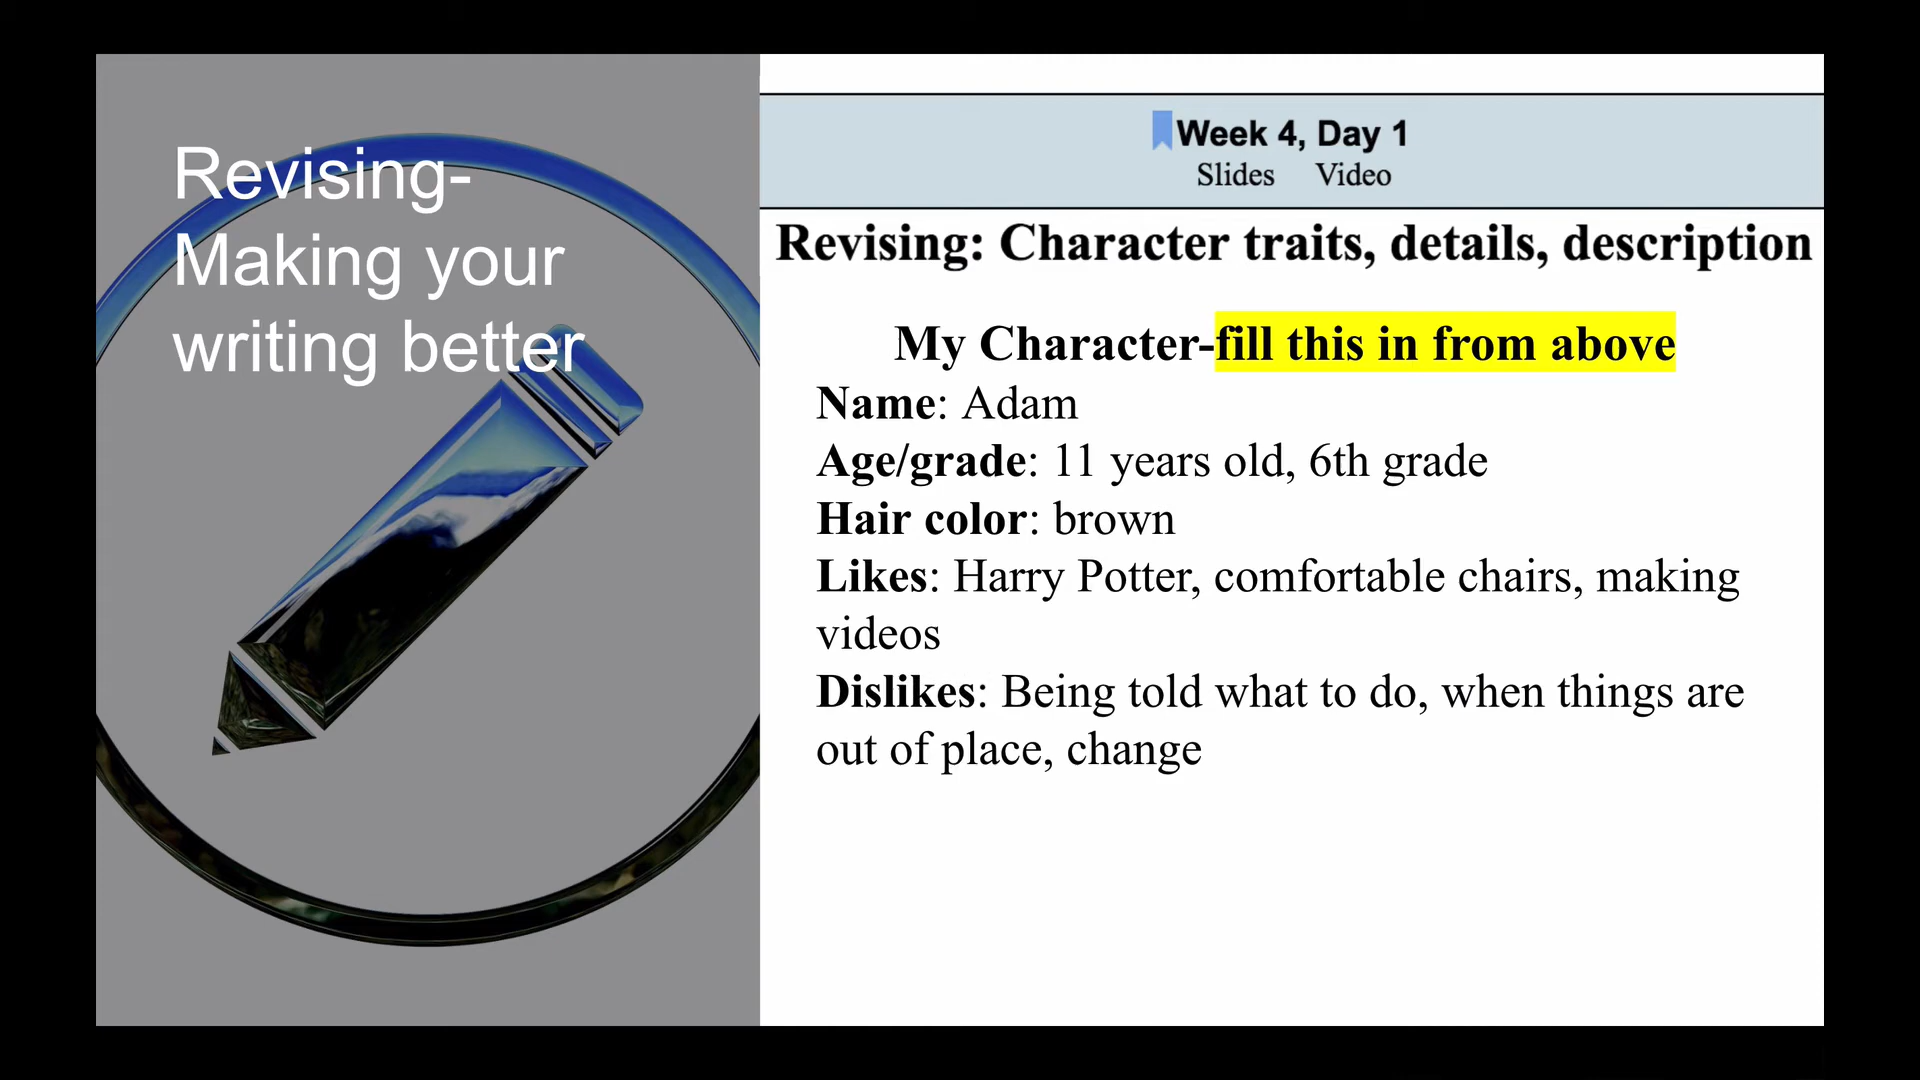 Revising-
Making your
writing better
Week 4, Day 1
Slides Video
Revising: Character traits, details, description
My Character-fill this in from above
Name: Adam
Age/grade: 11 years old, 6th grade
Hair color: brown
Likes: Harry Potter, comfortable chairs, making
videos
Dislikes: Being told what to do, when things are
out of place, change